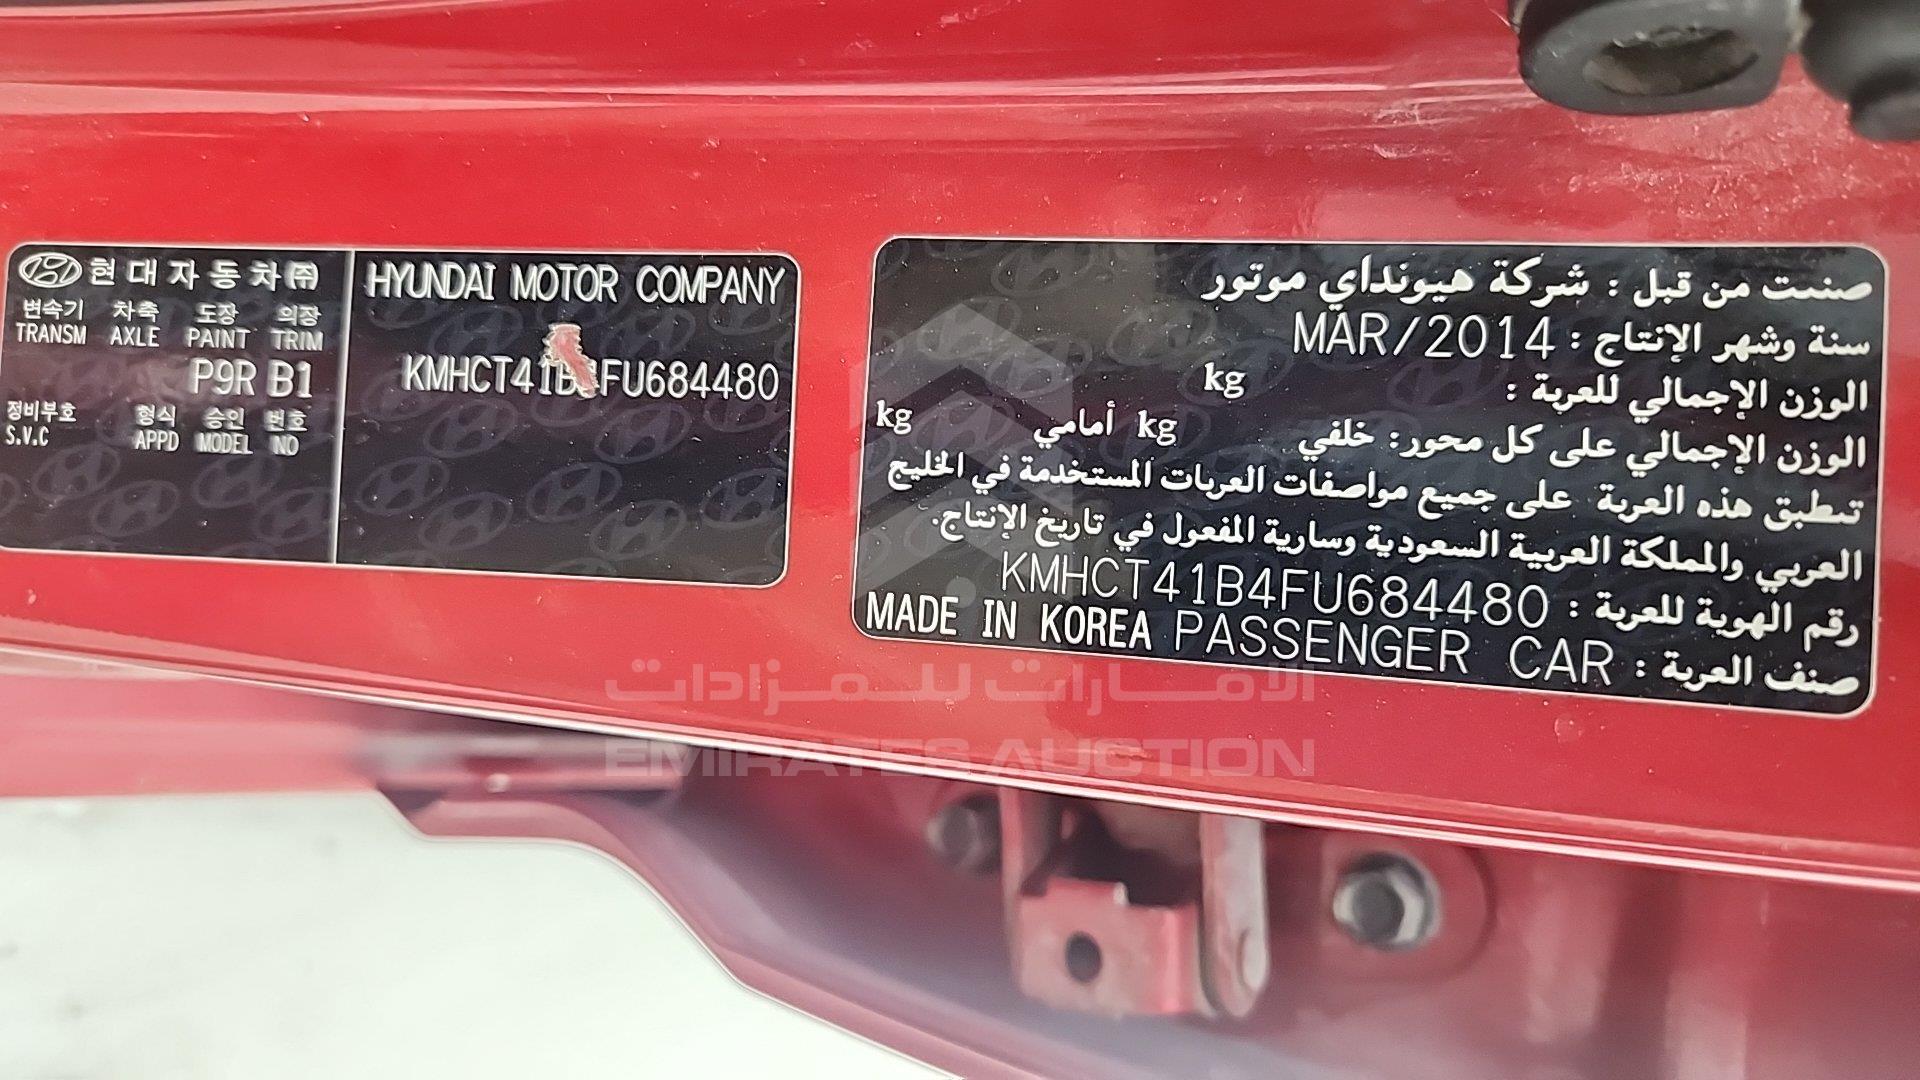 현대자동차㈜
변속기 차축 도장 의장
TRANSM AXLE PAINT TRIM
P9R B1
정비부호 형식 승인 번호
S.V.C APPD MODEL NO
HYUNDAI MOTOR COMPANY
KMHCT41B FU684480
صنعت من قبل : شركة هيونداي موتور
سنة وشهر الإنتاج : MAR/2014
الوزن الإجمالي للعربة : kg
الوزن الإجمالي على كل محور: خلفي kg أمامي kg
تنطبق هذه العربة على جميع مواصفات العربات المستخدمة في الخليج
العربي والمملكة العربية السعودية وسارية المفعول في تاريخ الإنتاج.
رقم الهوية للعربة : KMHCT41B4FU684480
صنف العربة : PASSENGER CAR MADE IN KOREA
الامارات للمزادات
EMIRATES AUCTION